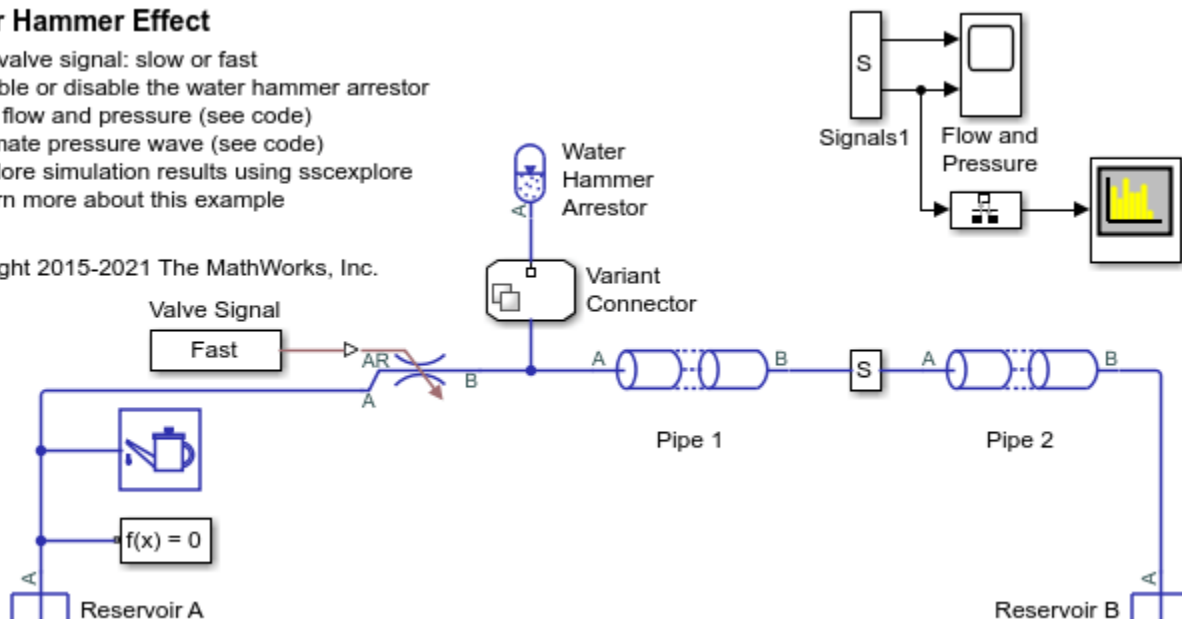 r Hammer Effect
valve signal: slow or fast
ble or disable the water hammer arrestor
flow and pressure (see code)
mate pressure wave (see code)
lore simulation results using sscexplore
rn more about this example
ght 2015-2021 The MathWorks, Inc.
S
Signals1
Flow and
Pressure
Water
Hammer
Arrestor
A
Variant
Connector
Valve Signal
Fast
AR
A
B
A
B
Pipe 1
S
A
B
Pipe 2
f(x) = 0
A
Reservoir A
A
Reservoir B